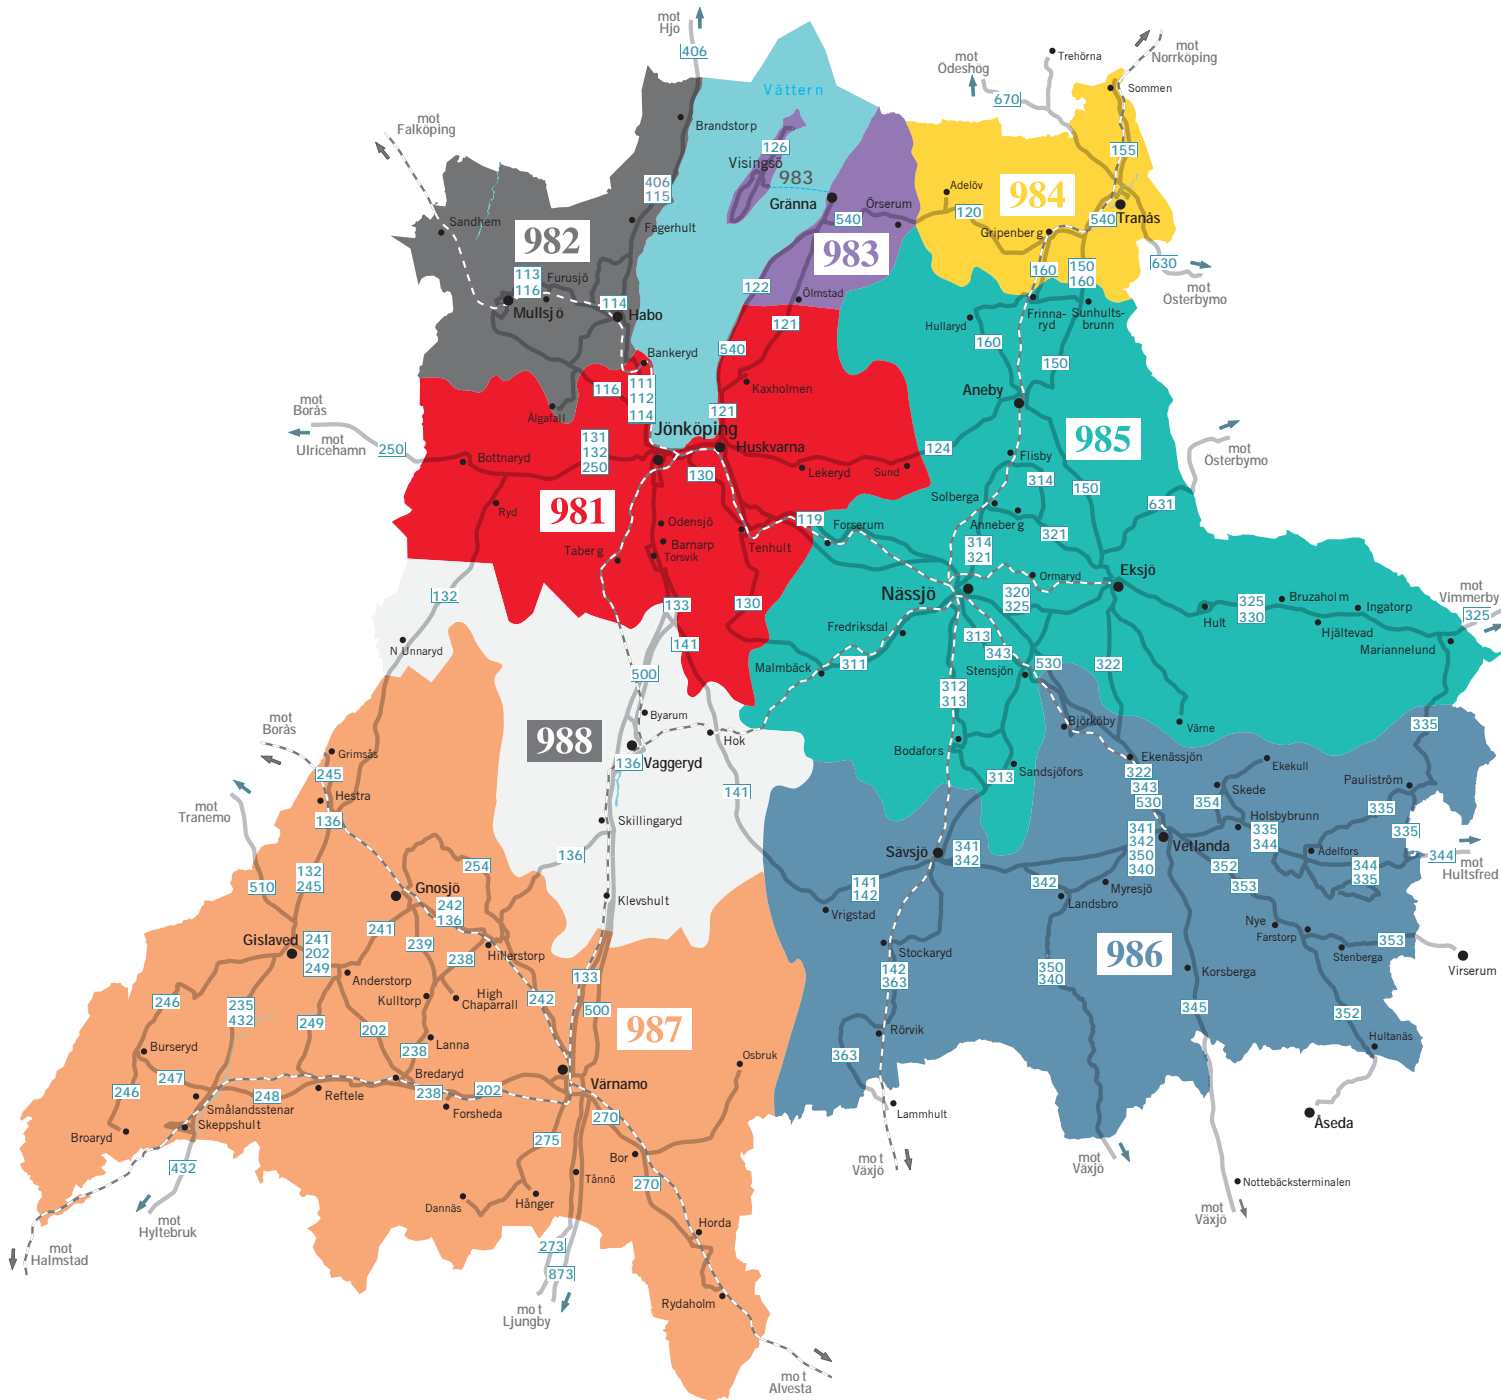 mot
Hjo
406
mot
Norrköping
mot
Ödeshög
Trehörna
Sommen
670
Vättern
mot
Falköping
Brandstorp
155
126
Visingsö
983
406
115
Gränna
Örserum
Adelöv
984
120
540
Tranås
540
Sandhem
Fagerhult
982
983
Gripenberg
630
mot
Österbymo
113
116
Furusjö
Mullsjö
114
Habo
122
Ölmstad
160
150
160
Frinna-
ryd
Sunhults-
brunn
Hullaryd
121
160
540
150
Bankeryd
116
111
112
114
Kaxholmen
Älgafall
121
Aneby
mot
Borås
mot
Ulricehamn
250
131
132
250
Jönköping
Huskvarna
985
mot
Österbymo
Bottnaryd
130
Lekeryd
Sund
124
Flisby
314
150
631
Ryd
981
Odensjö
Barnarp
Torsvik
Taberg
Tenhult
119
Forserum
Solberga
Anneberg
321
314
321
Ormaryd
Eksjö
Nässjö
320
325
132
133
130
141
Fredriksdal
311
Malmbäck
313
343
Stensjön
530
322
Hult
325
330
Bruzaholm
Hjältevad
Ingatorp
Mariannelund
mot
Vimmerby
325
N Unnaryd
500
Byarum
312
313
Björköby
Värne
335
mot
Borås
Grimsås
245
Hestra
136
988
136
Vaggeryd
Hok
Bodafors
313
Sandsjöfors
Ekenässjön
322
343
530
Ekekull
Skede
354
Pauliström
335
335
mot
Tranemo
141
Skillingaryd
136
Holsbybrunn
335
344
341
342
350
340
Vetlanda
Ädelfors
344
335
344
mot
Hultsfred
Sävsjö
341
342
510
132
245
254
Gnosjö
242
136
Klevshult
141
142
Vrigstad
342
Landsbro
Myresjö
352
353
Gislaved
241
202
249
241
239
238
Hillerstorp
Stockaryd
142
363
986
Nye
Farstorp
Stenberga
353
Virserum
Anderstorp
Kulltorp
High
Chaparrall
133
500
242
350
340
Korsberga
345
352
246
235
432
249
202
Lanna
238
987
Osbruk
Rörvik
363
Hultanäs
Burseryd
247
246
248
Reftele
Bredaryd
238
202
Forsheda
Värnamo
Smålandsstenar
Skeppshult
Broaryd
432
270
275
Bor
270
Tånnö
Hånger
Dannäs
Lammhult
mot
Växjö
mot
Växjö
Åseda
Nottebäcksterminalen
mot
Växjö
mot
Hyltebruk
mot
Halmstad
273
873
mot
Ljungby
Horda
Rydaholm
mot
Alvesta